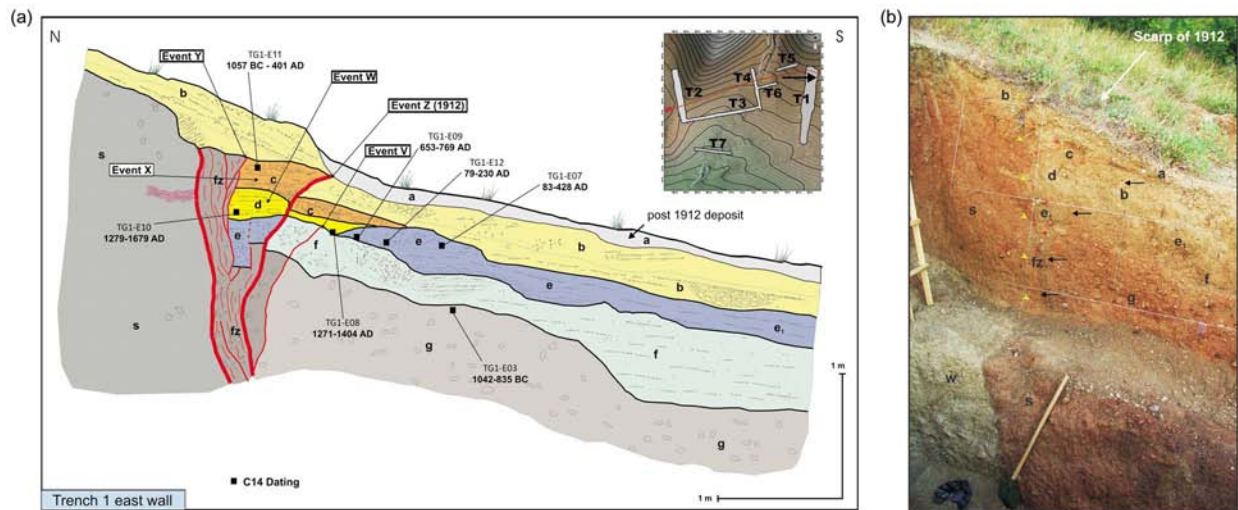 (a)
N
S
Event Y
TG1-E11
1057 BC - 401 AD
Event W
Event Z (1912)
Event V
TG1-E09
653-769 AD
TG1-E12
79-230 AD
TG1-E07
83-428 AD
Event X
TG1-E10
1279-1679 AD
TG1-E08
1271-1404 AD
TG1-E03
1042-835 BC
post 1912 deposit
b
s
fz
c
d
e
s
fz
c
f
e
a
b
a
e
b
e₁
f
g
g
T5
T4
T6
T2
T3
T1
T7
1 m
1 m
C14 Dating
Trench 1 east wall
(b)
Scarp of 1912
b
c
d
a
b
s
e
e₁
fz
f
g
w
s